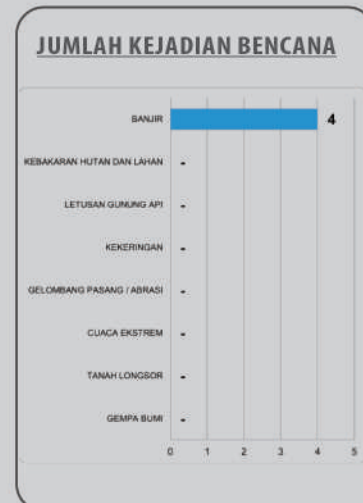 JUMLAH KEJADIAN BENCANA
BANJIR 4
KEBAKARAN HUTAN DAN LAHAN -
LETUSAN GUNUNG API -
KEKERINGAN -
GELOMBANG PASANG / ABRASI -
CUACA EKSTREM -
TANAH LONGSOR -
GEMPA BUMI -
0 1 2 3 4 5